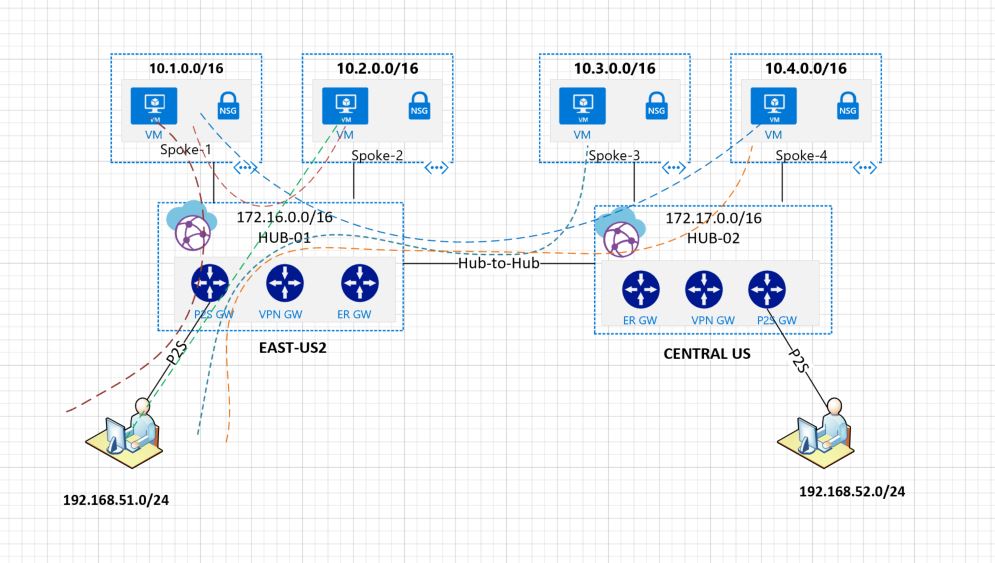 10.1.0.0/16
10.2.0.0/16
10.3.0.0/16
10.4.0.0/16
VM
NSG
VM
NSG
VM
NSG
VM
NSG
VM
VM
VM
VM
Spoke-1
Spoke-2
Spoke-3
Spoke-4
172.16.0.0/16
HUB-01
172.17.0.0/16
HUB-02
Hub-to-Hub
P2S GW
VPN GW
ER GW
ER GW
VPN GW
P2S GW
EAST-US2
CENTRAL US
P2S
P2S
192.168.51.0/24
192.168.52.0/24